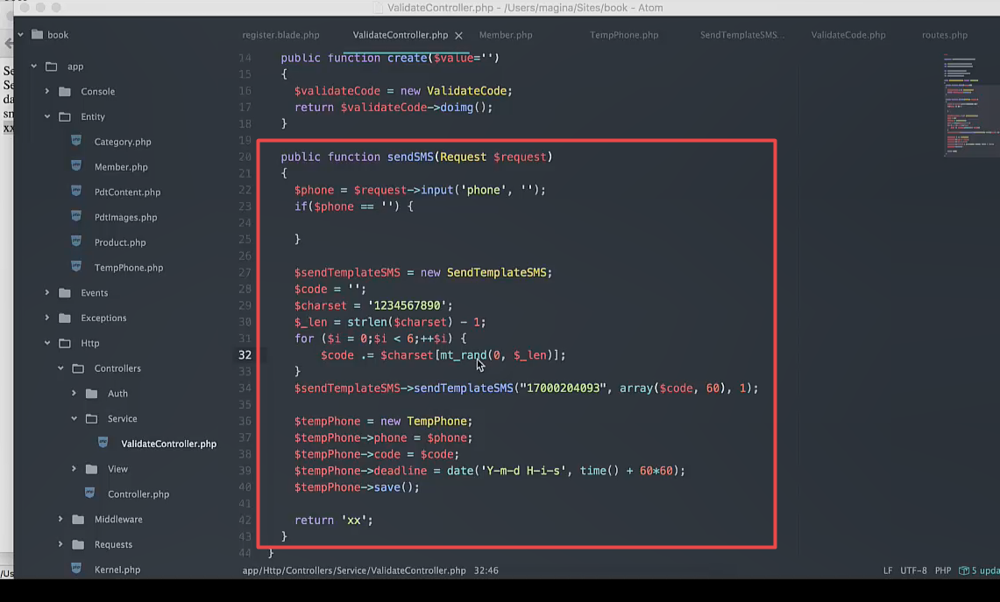 ValidateController.php - /Users/magina/Sites/book - Atom
book
register.blade.php ValidateController.php Member.php TempPhone.php SendTemplateSMS... ValidateCode.php routes.php
app
Console
Entity
Category.php
Member.php
PdtContent.php
PdtImages.php
Product.php
TempPhone.php
Events
Exceptions
Http
Controllers
Auth
Service
ValidateController.php
View
Controller.php
Middleware
Requests
Kernel.php
14 public function create($value='')
15 {
16 $validateCode = new ValidateCode;
17 return $validateCode->doimg();
18 }
19
20 public function sendSMS(Request $request)
21 {
22 $phone = $request->input('phone', '');
23 if($phone == '') {
24
25 }
26
27 $sendTemplateSMS = new SendTemplateSMS;
28 $code = '';
29 $charset = '1234567890';
30 $_len = strlen($charset) - 1;
31 for ($i = 0;$i < 6;++$i) {
32 $code .= $charset[mt_rand(0, $_len)];
33 }
34 $sendTemplateSMS->sendTemplateSMS("17000204093", array($code, 60), 1);
35
36 $tempPhone = new TempPhone;
37 $tempPhone->phone = $phone;
38 $tempPhone->code = $code;
39 $tempPhone->deadline = date('Y-m-d H-i-s', time() + 60*60);
40 $tempPhone->save();
41
42 return 'xx';
43 }
44 }
app/Http/Controllers/Service/ValidateController.php 32:46 LF UTF-8 PHP 5 upda